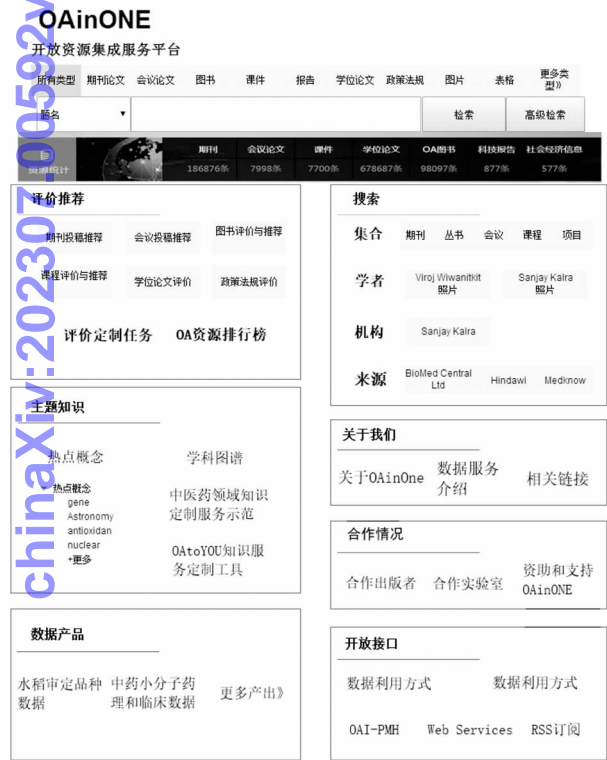 OAinONE
开放资源集成服务平台
所有类型 期刊论文 会议论文 图书 课件 报告 学位论文 政策法规 图片 表格 更多类
型》
题名 检索 高级检索
期刊 会议论文 课件 学位论文 OA图书 科技报告 社会经济信息
资源统计 186876条 7998条 7700条 678687条 98097条 877条 577条
评价推荐
期刊投稿推荐 会议投稿推荐 图书评价与推荐
课程评价与推荐 学位论文评价 政策法规评价
评价定制任务 OA资源排行榜
搜索
集合 期刊 丛书 会议 课程 项目
学者 Viroj Wiwanitkit Sanjay Kalra
照片 照片
机构 Sanjay Kalra
来源 BioMed Central Hindawi Medknow
Ltd
主题知识
热点概念 学科图谱
热点概念
gene
Astronomy
antioxidan
nuclear
+更多
中医药领域知识
定制服务示范
OAtoYOU知识服
务定制工具
关于我们
关于OAinOne 数据服务 相关链接
介绍
合作情况
合作出版者 合作实验室 资助和支持
OAinONE
数据产品
水稻审定品种 中药小分子药 更多产出》
数据 理和临床数据
开放接口
数据利用方式 数据利用方式
OAI-PMH Web Services RSS订阅
chinaXiv:202307.00592v